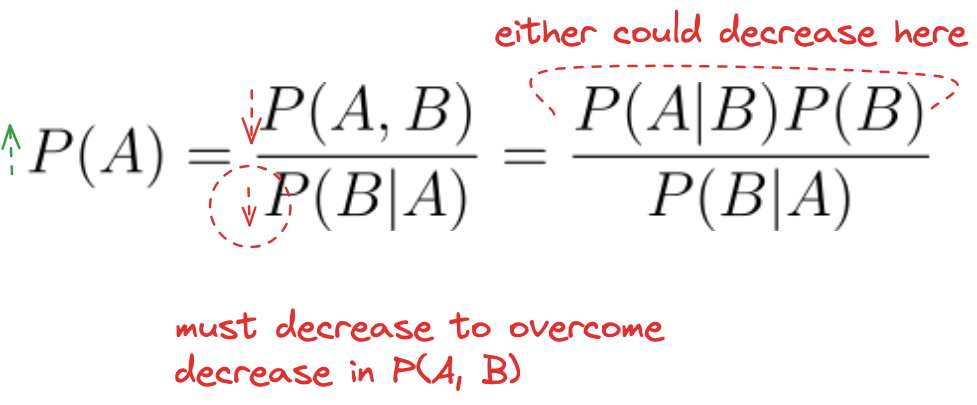 either could decrease here
P(A) = P(A, B) / P(B|A) = P(A|B)P(B) / P(B|A)
must decrease to overcome
decrease in P(A, B)